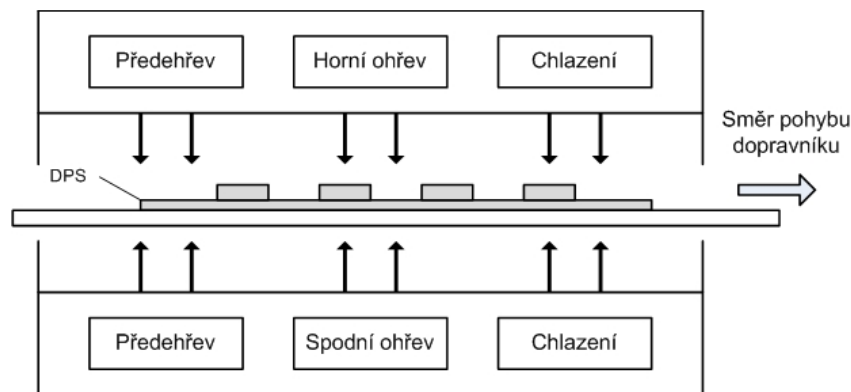 Předehřev
Horní ohřev
Chlazení
Směr pohybu
dopravníku
DPS
Předehřev
Spodní ohřev
Chlazení